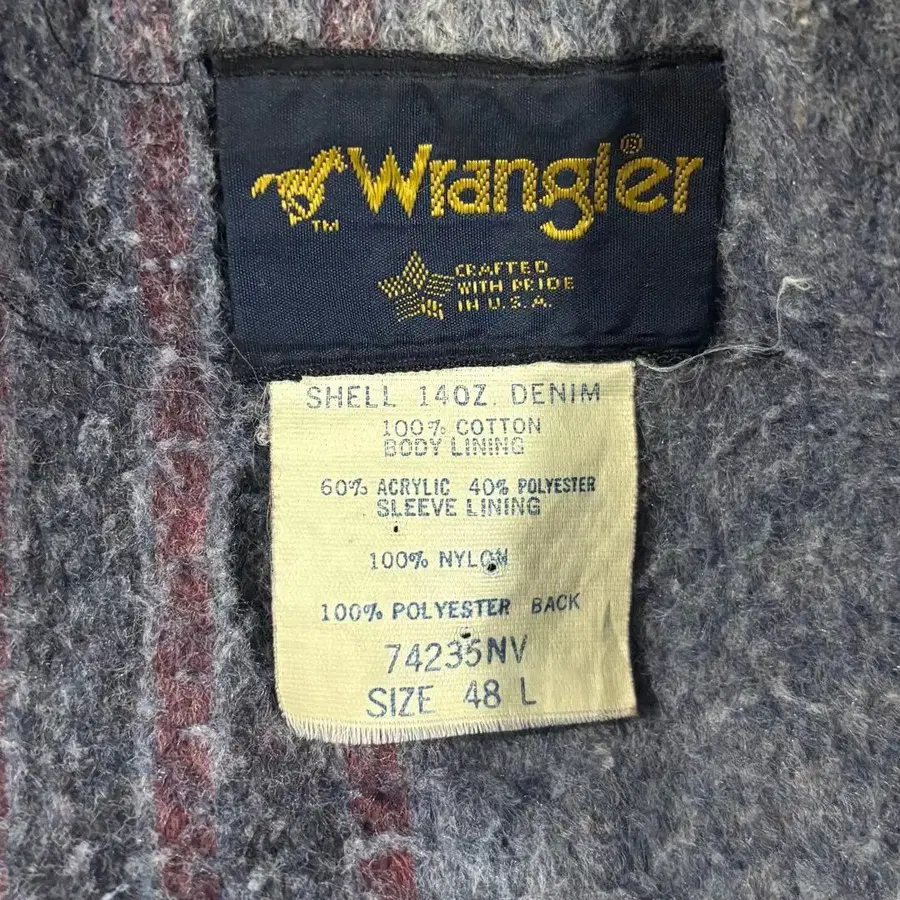 Wrangler®
TM
CRAFTED
WITH PRIDE
IN U.S.A.
SHELL 14OZ. DENIM
100% COTTON
BODY LINING
60% ACRYLIC 40% POLYESTER
SLEEVE LINING
100% NYLON
100% POLYESTER BACK
74235NV
SIZE 48 L